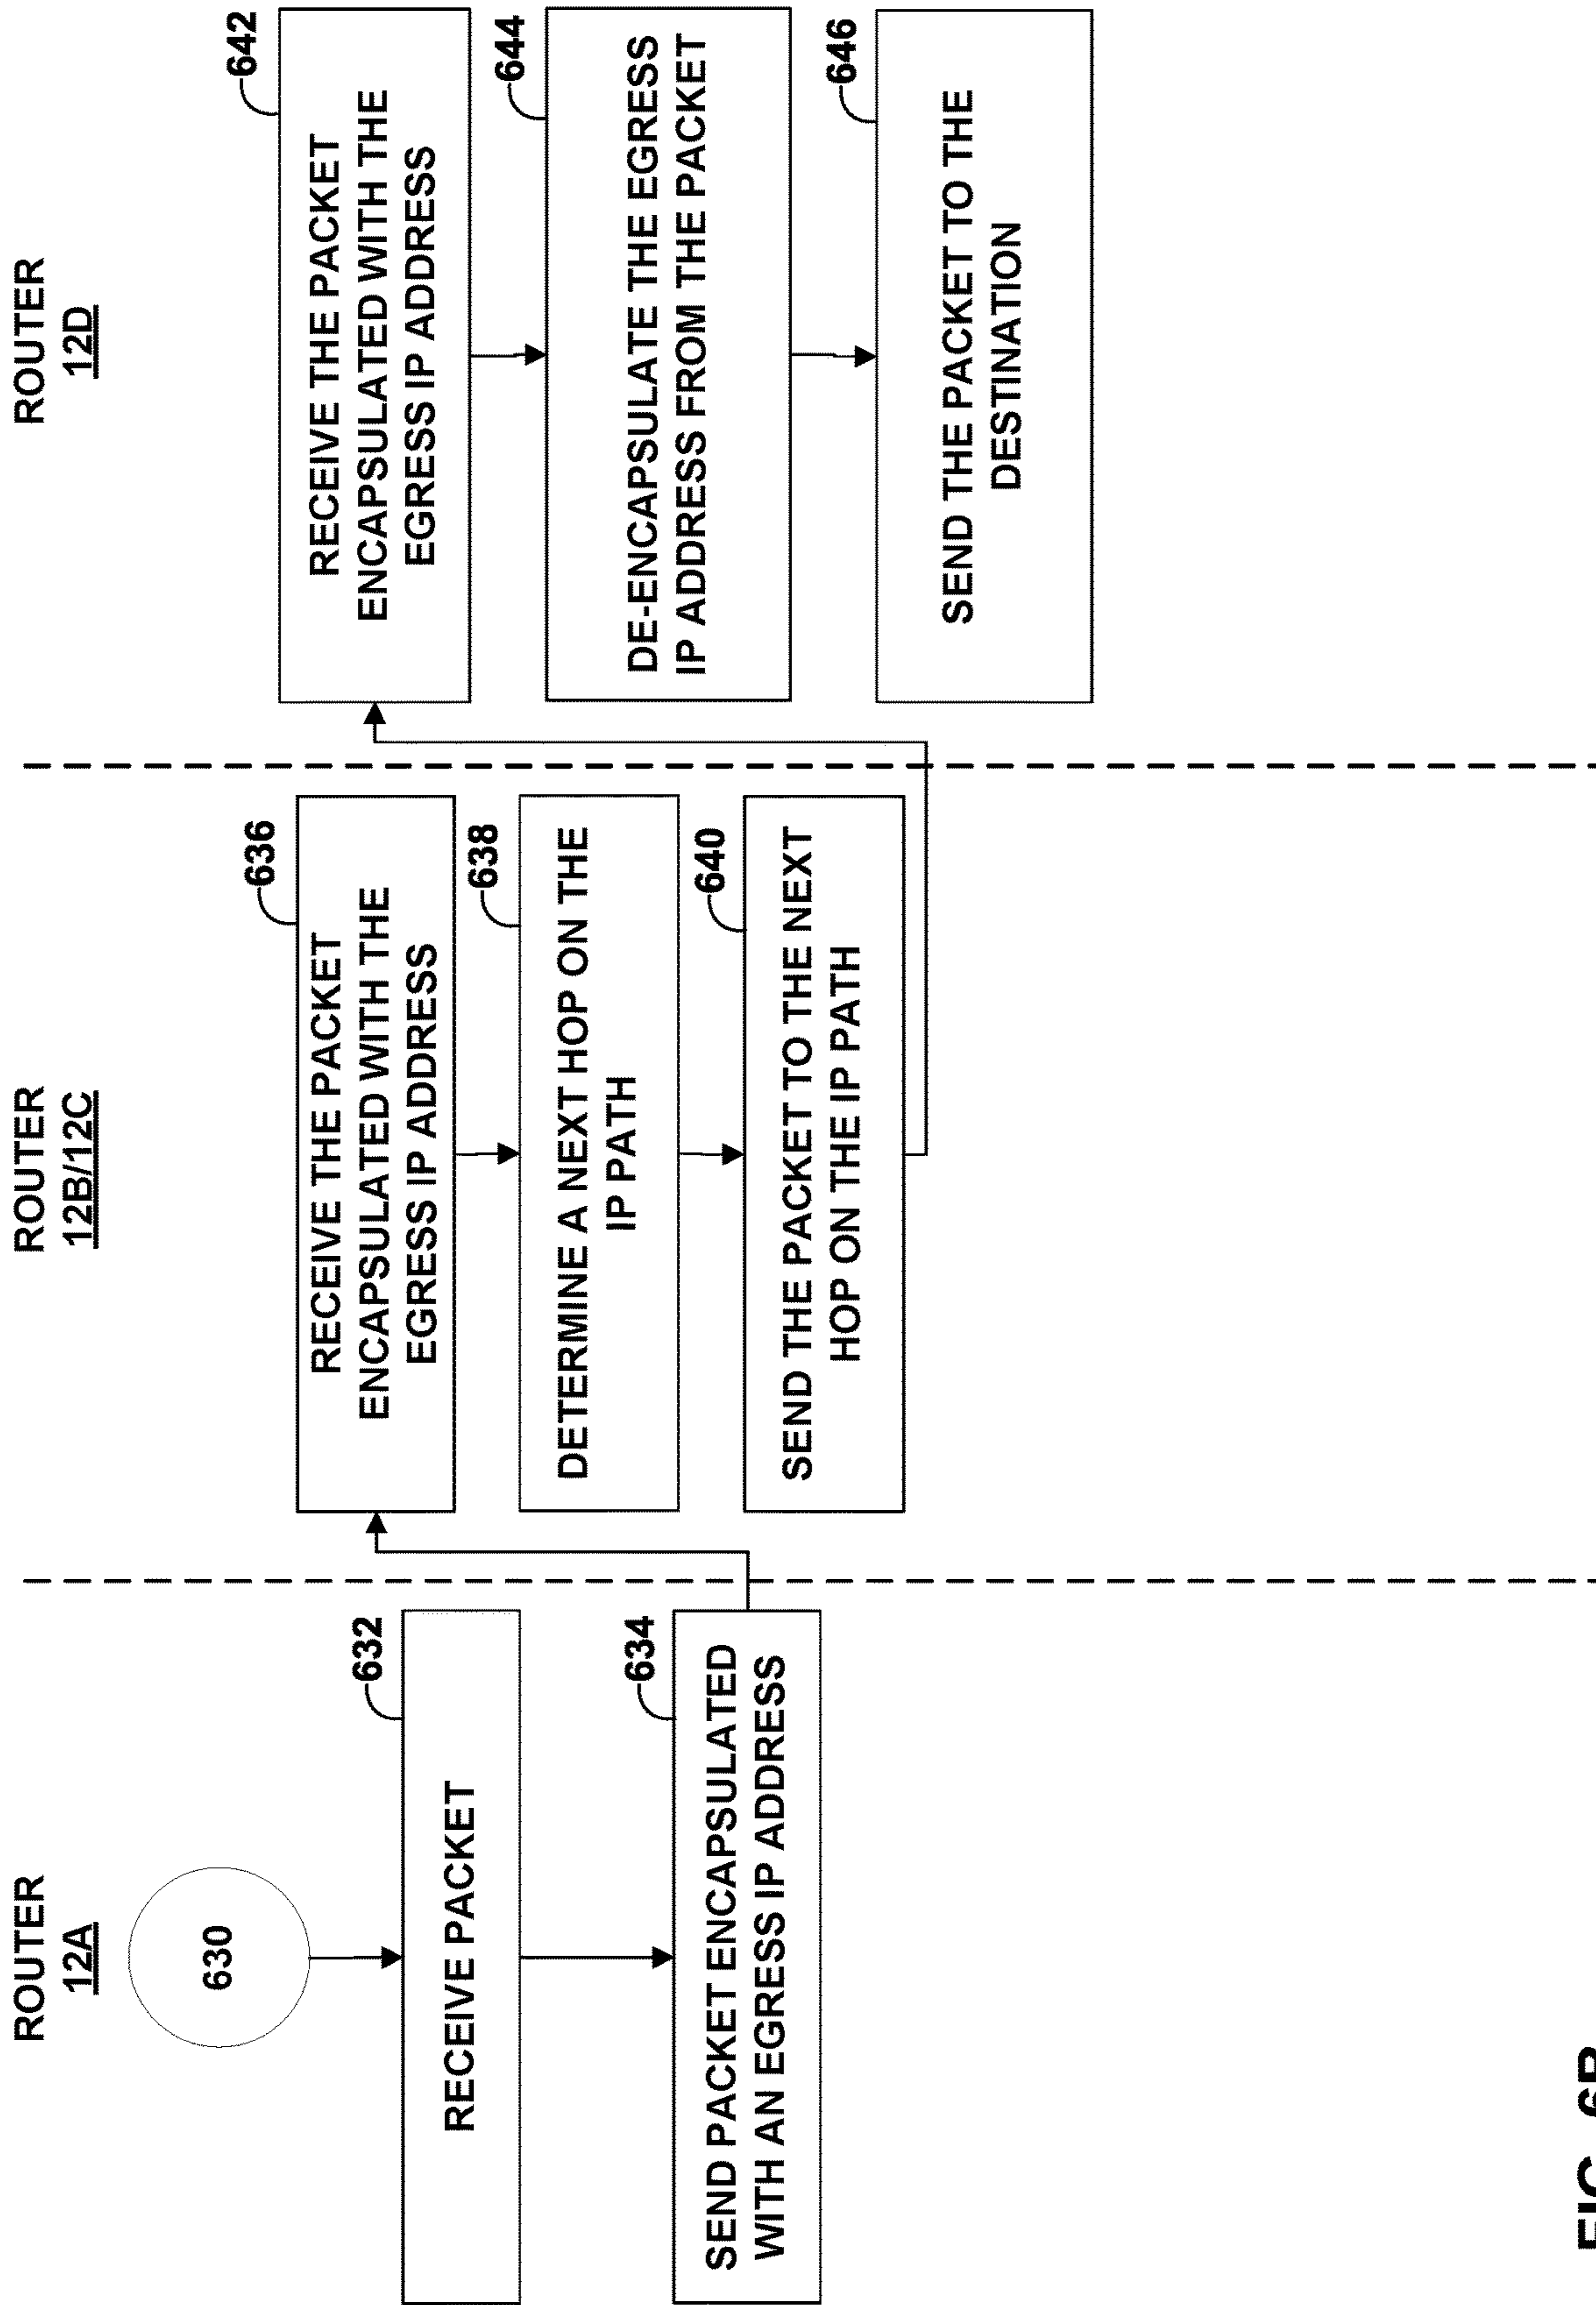 ROUTER
12A
630
632
RECEIVE PACKET
634
SEND PACKET ENCAPSULATED
WITH AN EGRESS IP ADDRESS
ROUTER
12B/12C
636
RECEIVE THE PACKET
ENCAPSULATED WITH THE
EGRESS IP ADDRESS
638
DETERMINE A NEXT HOP ON THE
IP PATH
640
SEND THE PACKET TO THE NEXT
HOP ON THE IP PATH
ROUTER
12D
642
RECEIVE THE PACKET
ENCAPSULATED WITH THE
EGRESS IP ADDRESS
644
DE-ENCAPSULATE THE EGRESS
IP ADDRESS FROM THE PACKET
646
SEND THE PACKET TO THE
DESTINATION
FIG. 6B